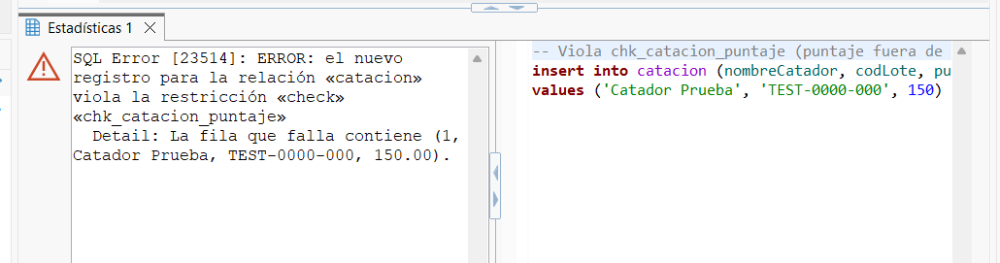 Estadísticas 1
SQL Error [23514]: ERROR: el nuevo
registro para la relación «catacion»
viola la restricción «check»
«chk_catacion_puntaje»
Detail: La fila que falla contiene (1,
Catador Prueba, TEST-0000-000, 150.00).
-- Viola chk_catacion_puntaje (puntaje fuera de
insert into catacion (nombreCatador, codLote, pu
values ('Catador Prueba', 'TEST-0000-000', 150)